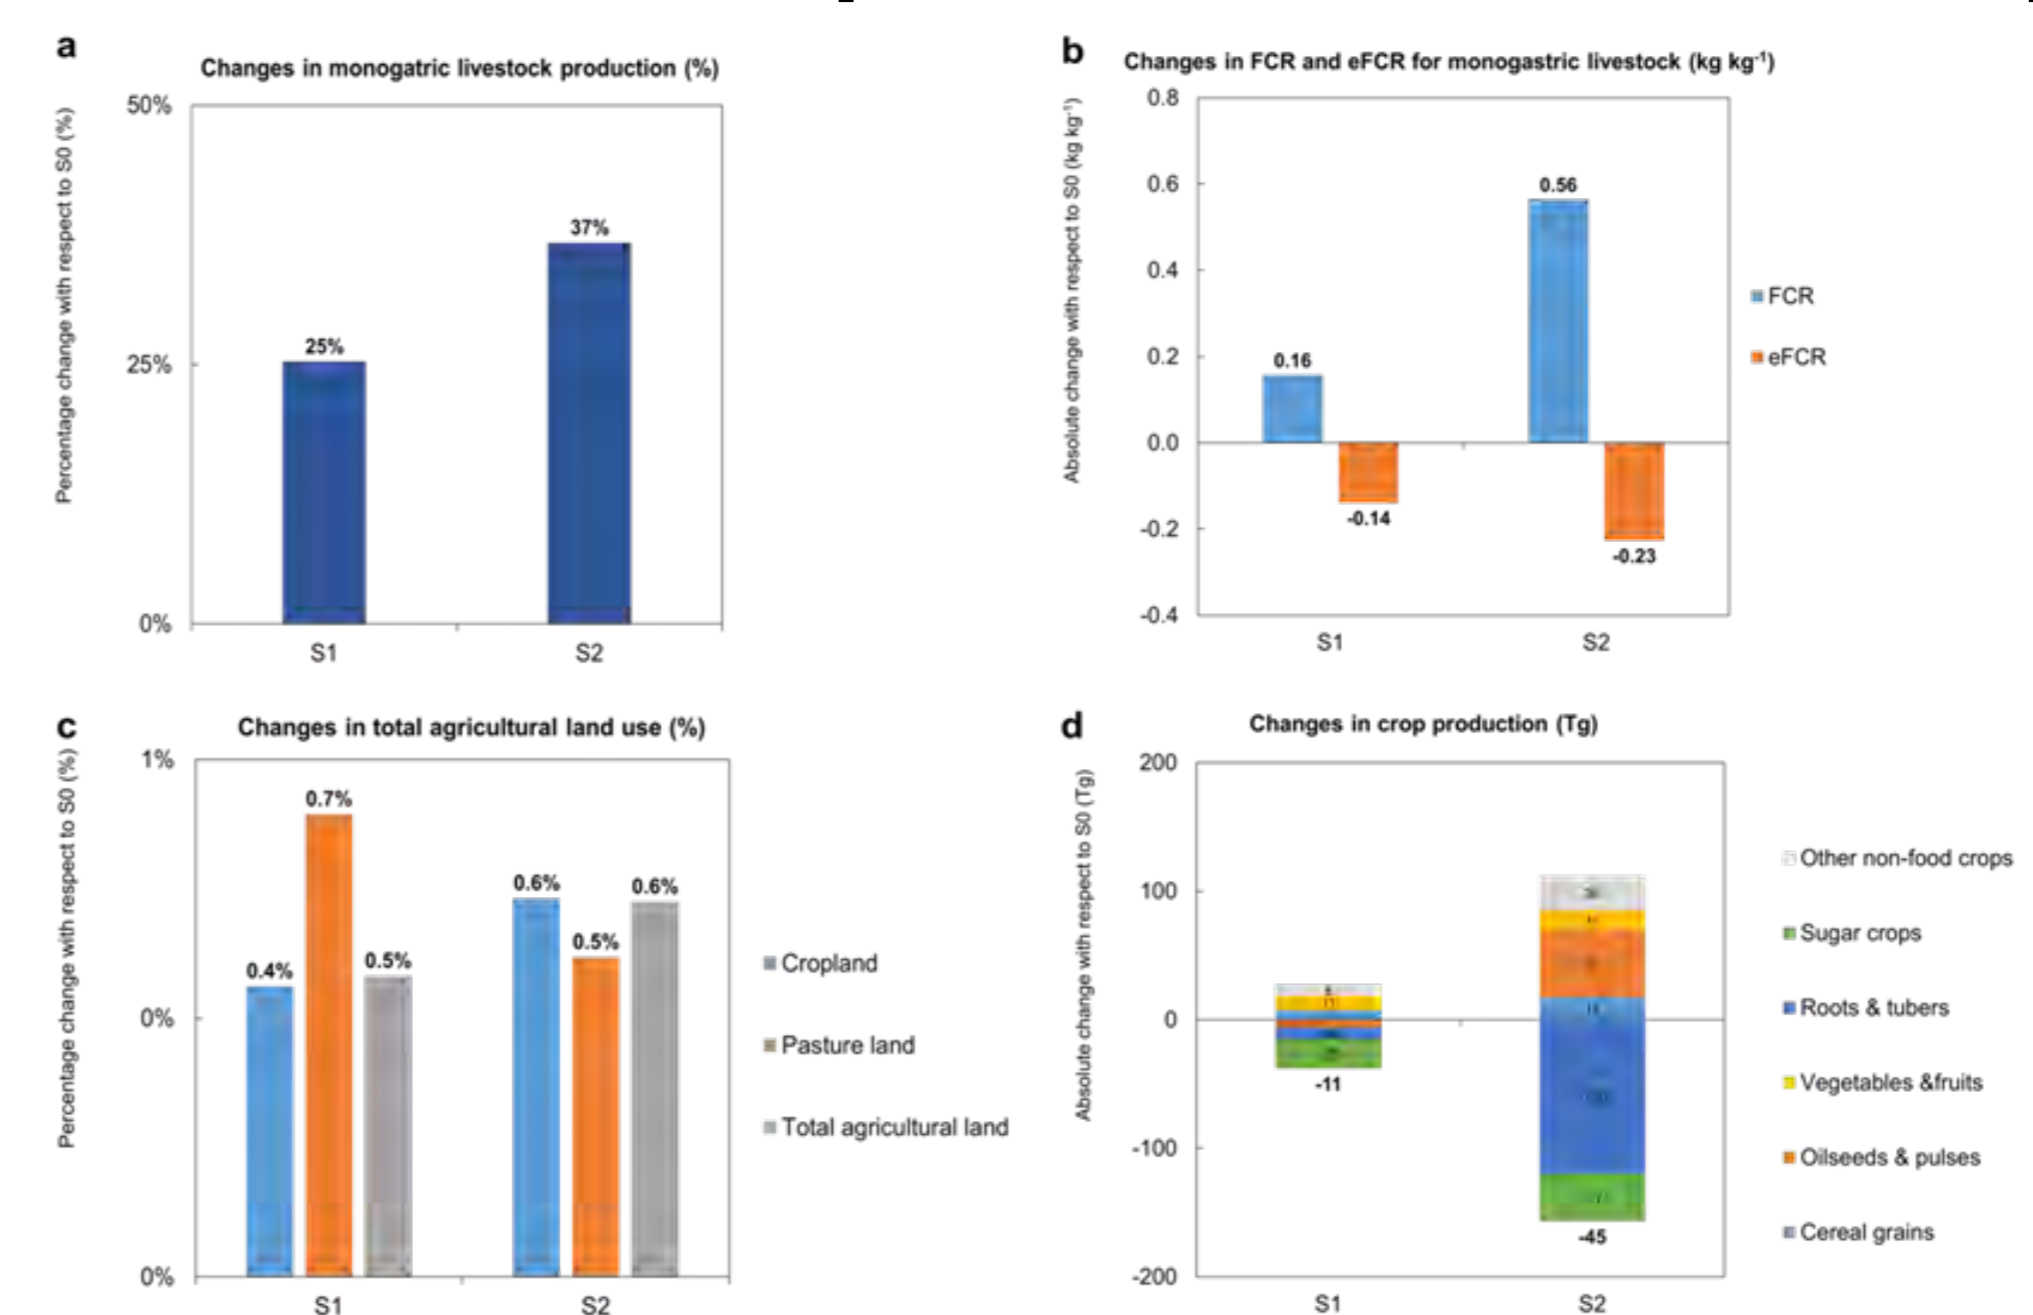 a
Changes in monogatric livestock production (%)
Percentage change with respect to S0 (%)
50%
25%
0%
25%
37%
S1
S2
b
Changes in FCR and eFCR for monogastric livestock (kg kg⁻¹)
Absolute change with respect to S0 (kg kg⁻¹)
0.8
0.6
0.4
0.2
0.0
-0.2
-0.4
0.16
-0.14
0.56
-0.23
S1
S2
FCR
eFCR
c
Changes in total agricultural land use (%)
Percentage change with respect to S0 (%)
1%
0%
0%
0.4%
0.7%
0.5%
0.6%
0.5%
0.6%
S1
S2
Cropland
Pasture land
Total agricultural land
d
Changes in crop production (Tg)
Absolute change with respect to S0 (Tg)
200
100
0
-100
-200
-11
-45
S1
S2
Other non-food crops
Sugar crops
Roots & tubers
Vegetables &fruits
Oilseeds & pulses
Cereal grains